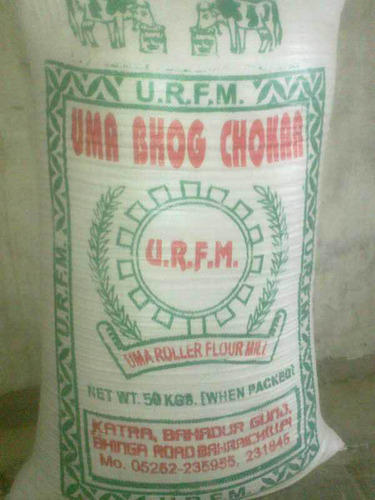 U.R.F.M.
UMA BHOG CHOKAR
U.R.F.M.
U.R.F.M.
UMA ROLLER FLOUR MILL
NET WT. 50 KGS. (WHEN PACKED)
KATRA, BAHADUR GUNJ,
BHINGA ROAD BAHRAICH (U.P)
Mo. 05252-235955, 231845
U.R.F.M.